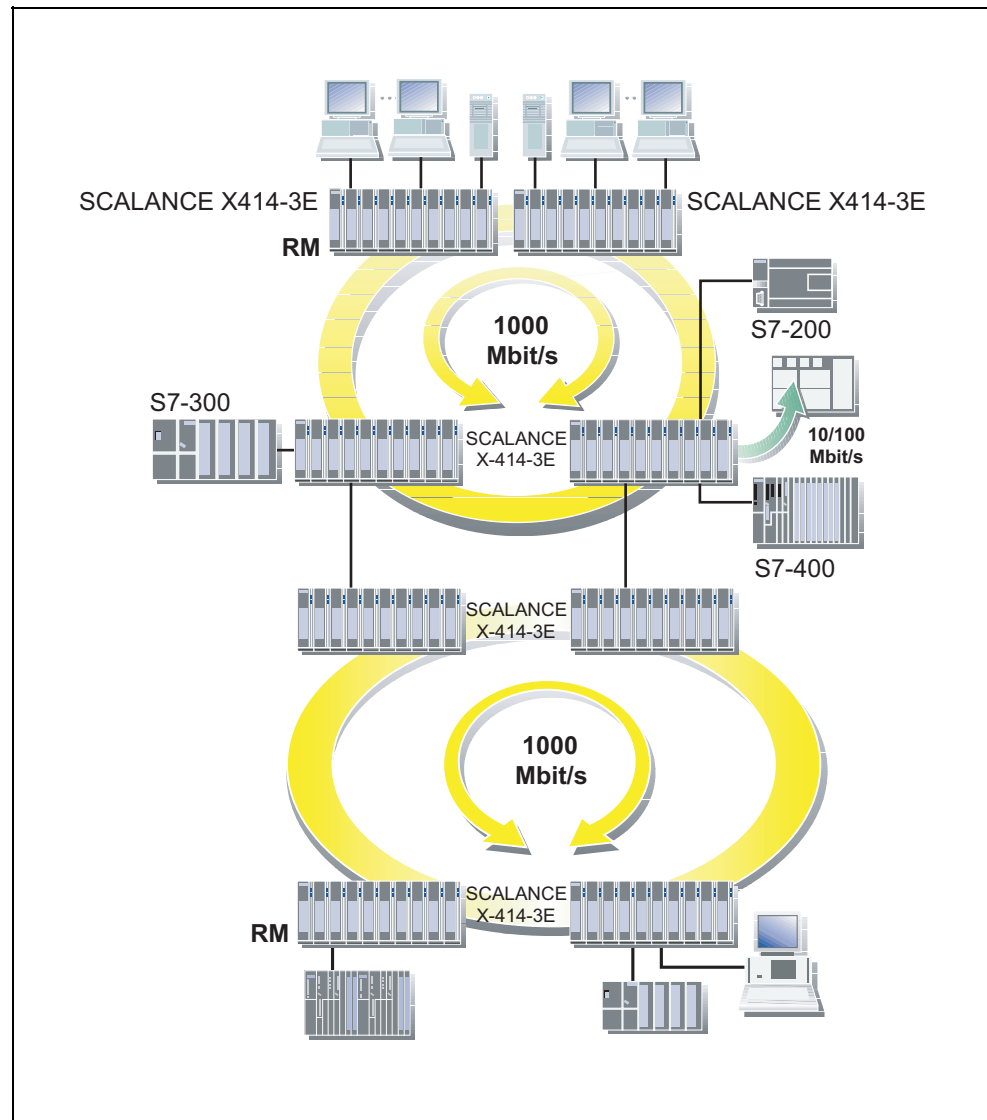 SCALANCE X414-3E
SCALANCE X414-3E
RM
1000
Mbit/s
S7-200
S7-300
SCALANCE
X-414-3E
10/100
Mbit/s
S7-400
SCALANCE
X-414-3E
1000
Mbit/s
SCALANCE
X-414-3E
RM